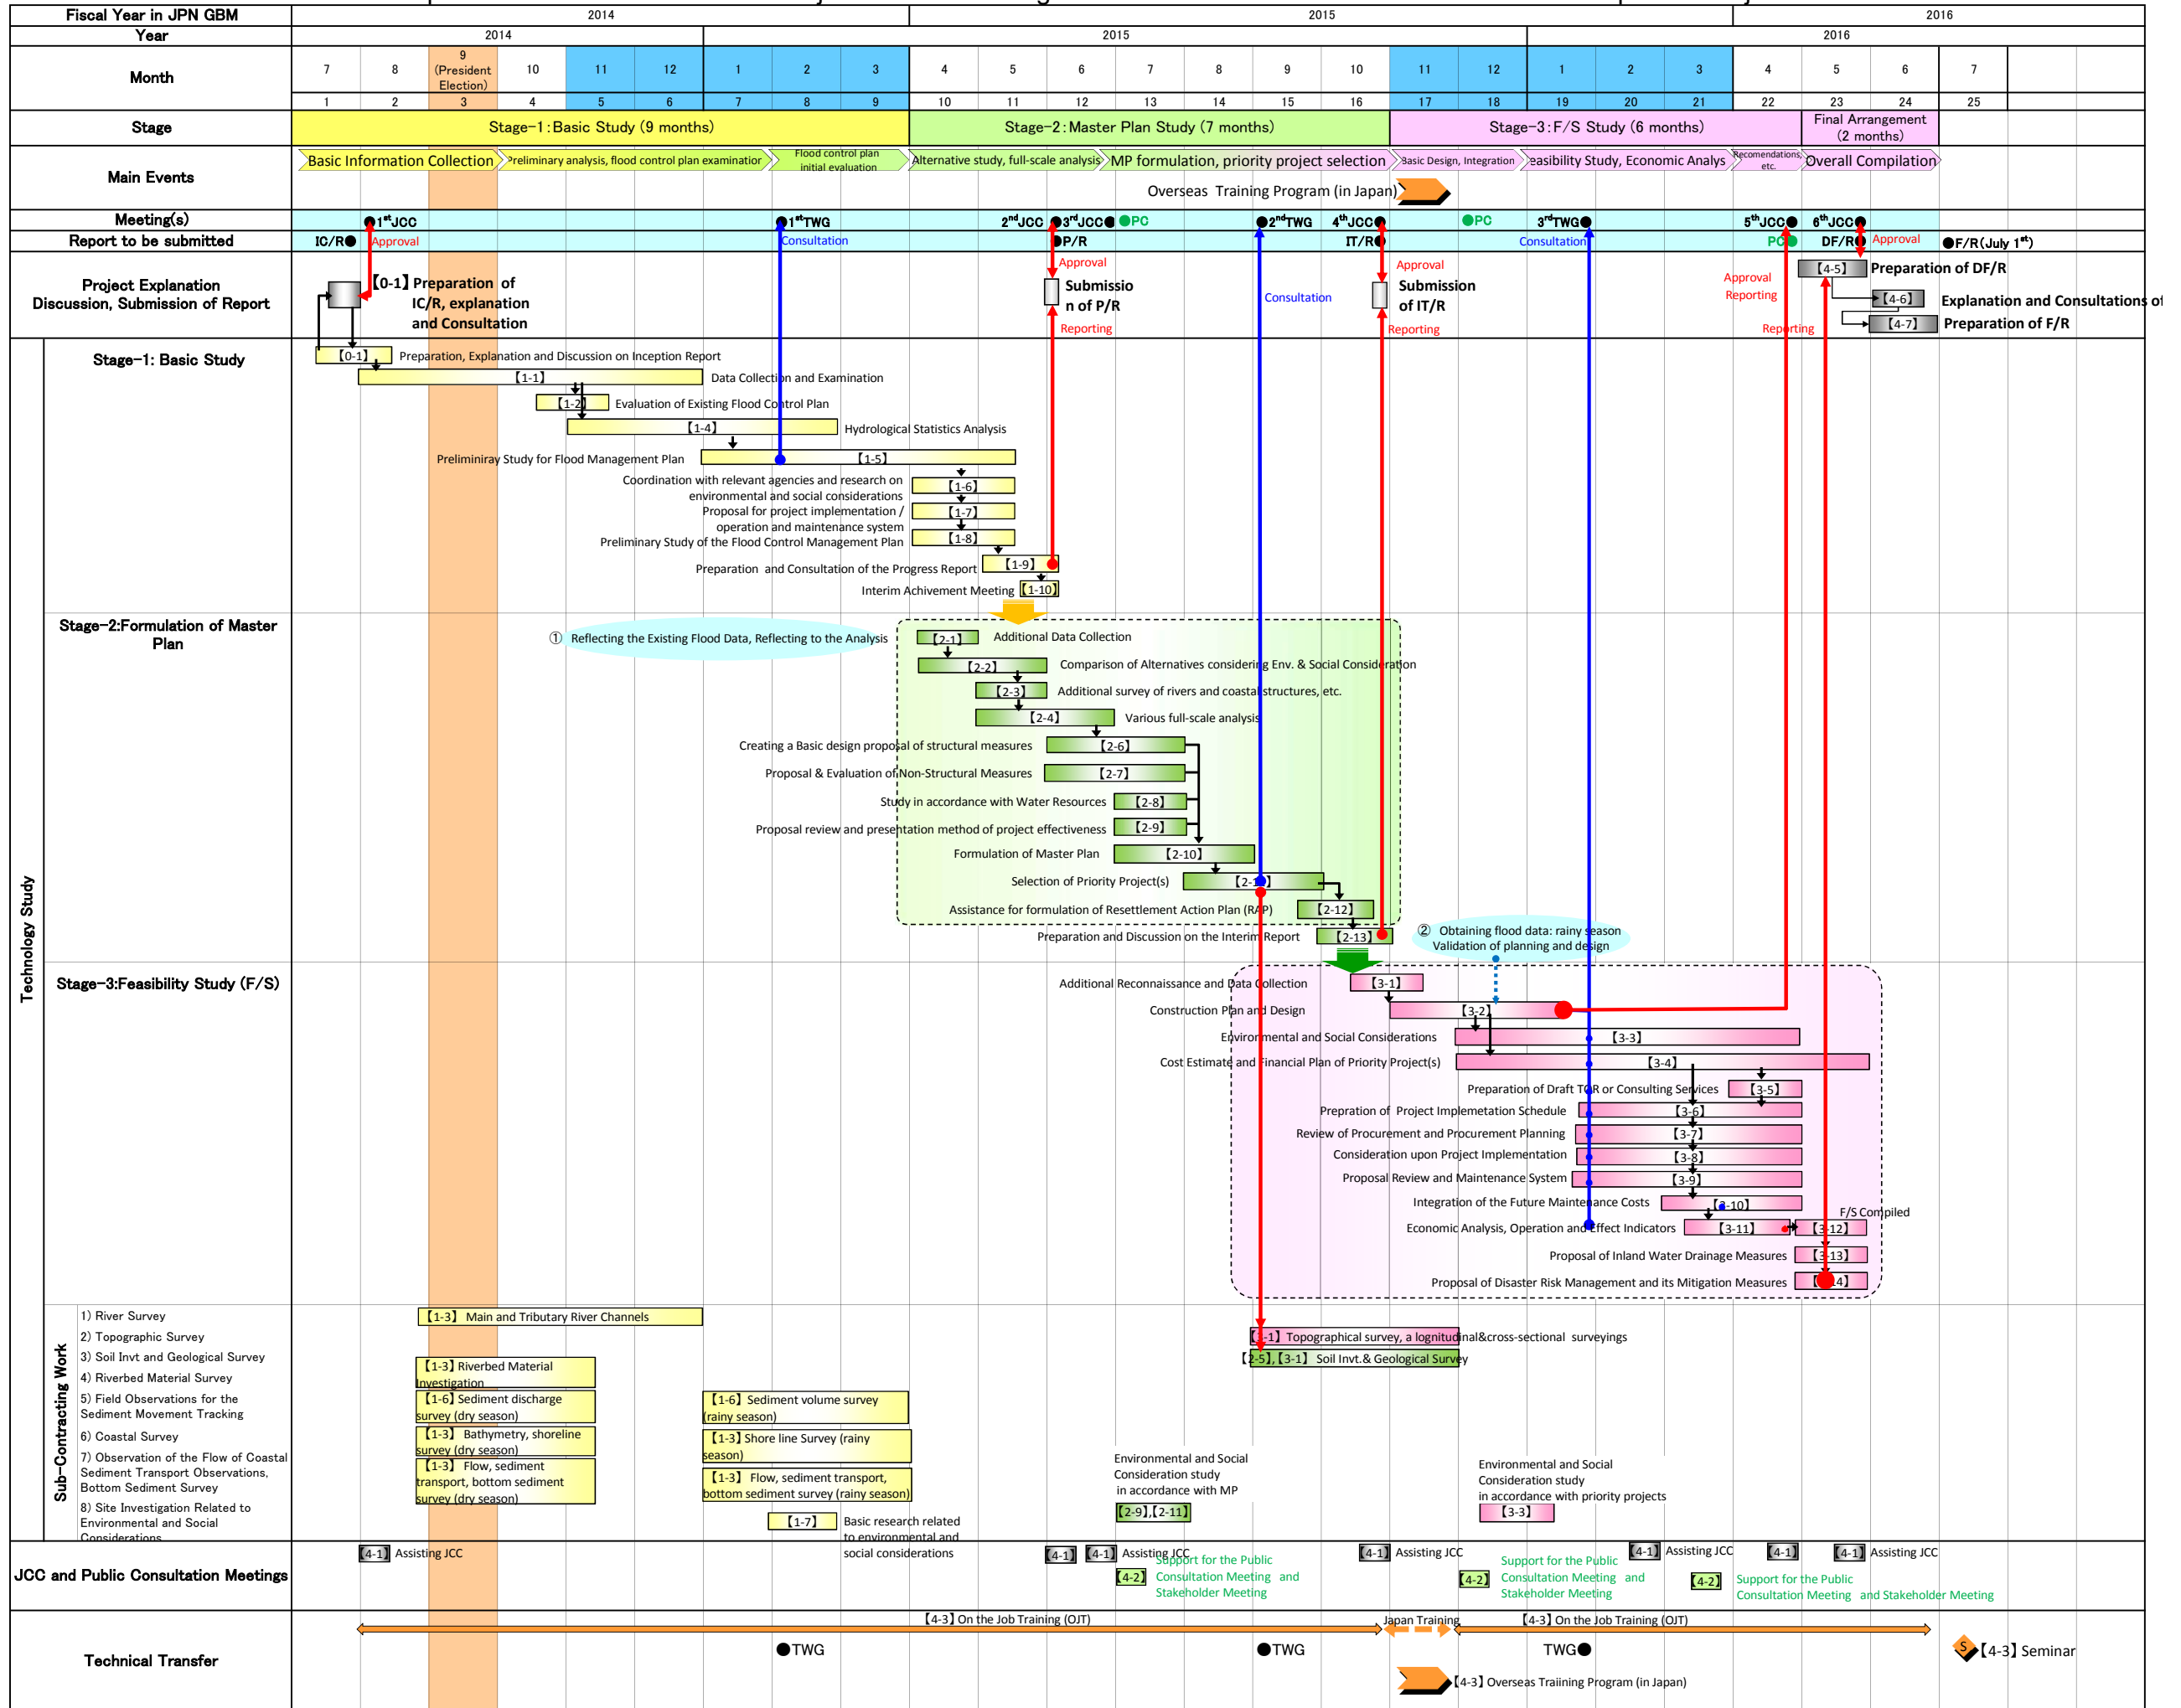 Fiscal Year in JPN GBM 2014 2015 2016
Year 2014 2015 2016
Month 7 8 9 (President Election) 10 11 12 1 2 3 4 5 6 7 8 9 10 11 12 1 2 3 4 5 6 7
1 2 3 4 5 6 7 8 9 10 11 12 13 14 15 16 17 18 19 20 21 22 23 24 25
Stage
Stage-1:Basic Study (9 months)
Stage-2:Master Plan Study (7 months)
Stage-3:F/S Study (6 months)
Final Arrangement
(2 months)
Main Events
Basic Information Collection
Preliminary analysis, flood control plan examination
Flood control plan
initial evaluation
Alternative study, full-scale analysis
MP formulation, priority project selection
Basic Design, Integration
easibility Study, Economic Analys
Recomendations,
etc.
Overall Compilation
Overseas Training Program (in Japan)
Meeting(s)
●1st JCC ●1st TWG 2nd JCC● 3rd JCC● ●PC ●2nd TWG 4th JCC● ●PC 3rd TWG● 5th JCC● 6th JCC●
Report to be submitted
IC/R● Approval Consultation ●P/R IT/R● Consultation PC● DF/R● Approval ●F/R(July 1st)
Project Explanation
Discussion, Submission of Report
【0-1】Preparation of
IC/R, explanation
and Consultation
Approval
Submissio
n of P/R
Reporting
Consultation
Approval
Submission
of IT/R
Reporting
Approval
Reporting
Reporting
【4-5】 Preparation of DF/R
【4-6】 Explanation and Consultations of
【4-7】 Preparation of F/R
Technology Study
Stage-1: Basic Study
【0-1】 Preparation, Explanation and Discussion on Inception Report
【1-1】 Data Collection and Examination
【1-2】 Evaluation of Existing Flood Control Plan
【1-4】 Hydrological Statistics Analysis
Preliminiray Study for Flood Management Plan 【1-5】
Coordination with relevant agencies and research on
environmental and social considerations 【1-6】
Proposal for project implementation /
operation and maintenance system 【1-7】
Preliminary Study of the Flood Control Management Plan 【1-8】
Preparation and Consultation of the Progress Report 【1-9】
Interim Achivement Meeting 【1-10】
Stage-2:Formulation of Master
Plan
① Reflecting the Existing Flood Data, Reflecting to the Analysis
【2-1】 Additional Data Collection
【2-2】 Comparison of Alternatives considering Env. & Social Consideration
【2-3】 Additional survey of rivers and coastal structures, etc.
【2-4】 Various full-scale analysis
Creating a Basic design proposal of structural measures 【2-6】
Proposal & Evaluation of Non-Structural Measures 【2-7】
Study in accordance with Water Resources 【2-8】
Proposal review and presentation method of project effectiveness 【2-9】
Formulation of Master Plan 【2-10】
Selection of Priority Project(s)
Assistance for formulation of Resettlement Action Plan (RAP) 【2-12】
Preparation and Discussion on the Interim Report 【2-13】
② Obtaining flood data: rainy season
Validation of planning and design
Stage-3:Feasibility Study (F/S)
Additional Reconnaissance and Data Collection 【3-1】
Construction Plan and Design 【3-2】
Environmental and Social Considerations 【3-3】
Cost Estimate and Financial Plan of Priority Project(s) 【3-4】
Preparation of Draft TOR or Consulting Services 【3-5】
Prepration of Project Implemetation Schedule 【3-6】
Review of Procurement and Procurement Planning 【3-7】
Consideration upon Project Implementation 【3-8】
Proposal Review and Maintenance System 【3-9】
Integration of the Future Maintenance Costs 【3-10】
F/S Compiled
Economic Analysis, Operation and Effect Indicators 【3-11】 【3-12】
Proposal of Inland Water Drainage Measures 【3-13】
Proposal of Disaster Risk Management and its Mitigation Measures
Sub-Contracting Work
1) River Survey
2) Topographic Survey
3) Soil Invt and Geological Survey
4) Riverbed Material Survey
5) Field Observations for the
Sediment Movement Tracking
6) Coastal Survey
7) Observation of the Flow of Coastal
Sediment Transport Observations,
Bottom Sediment Survey
8) Site Investigation Related to
Environmental and Social
Considerations
【1-3】 Main and Tributary River Channels
Topographical survey, a lognitudinal&cross-sectional surveyings
【2-5】,【3-1】 Soil Invt.& Geological Survey
【1-3】Riverbed Material
Investigation
【1-6】Sediment discharge
survey (dry season)
【1-6】 Sediment volume survey
(rainy season)
【1-3】 Bathymetry, shoreline
survey (dry season)
【1-3】Shore line Survey (rainy
season)
【1-3】 Flow, sediment
transport, bottom sediment
survey (dry season)
【1-3】 Flow, sediment transport,
bottom sediment survey (rainy season)
【1-7】 Basic research related
to environmental and
social considerations
Environmental and Social
Consideration study
in accordance with MP
【2-9】,【2-11】
Environmental and Social
Consideration study
in accordance with priority projects
【3-3】
JCC and Public Consultation Meetings
【4-1】 Assisting JCC
【4-1】 【4-1】 Assisting JCC
【4-2】 Support for the Public
Consultation Meeting and
Stakeholder Meeting
【4-1】 Assisting JCC
【4-2】 Support for the Public
Consultation Meeting and
Stakeholder Meeting
【4-1】 Assisting JCC
【4-2】 Support for the Public
Consultation Meeting and Stakeholder Meeting
【4-1】
【4-1】 Assisting JCC
Technical Transfer
【4-3】On the Job Training (OJT)
Japan Training
【4-3】On the Job Training (OJT)
●TWG ●TWG TWG●
S 【4-3】Seminar
【4-3】Overseas Traiining Program (in Japan)